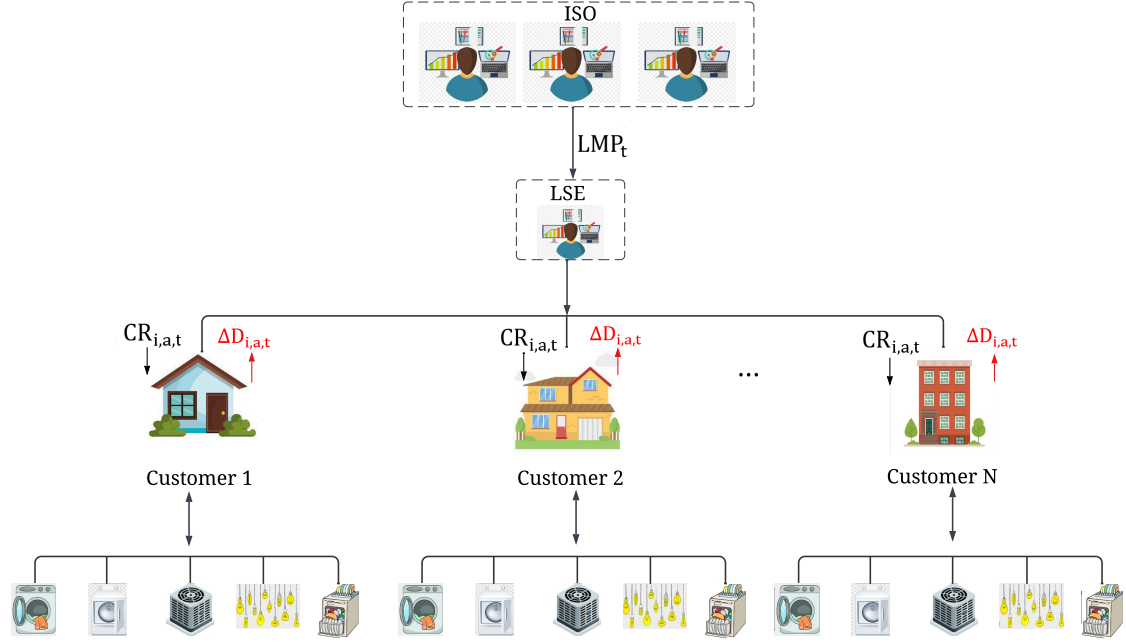 ISO
LMPt
LSE
CRi,a,t
ΔDi,a,t
CRi,a,t
ΔDi,a,t
...
CRi,a,t
ΔDi,a,t
Customer 1
Customer 2
Customer N